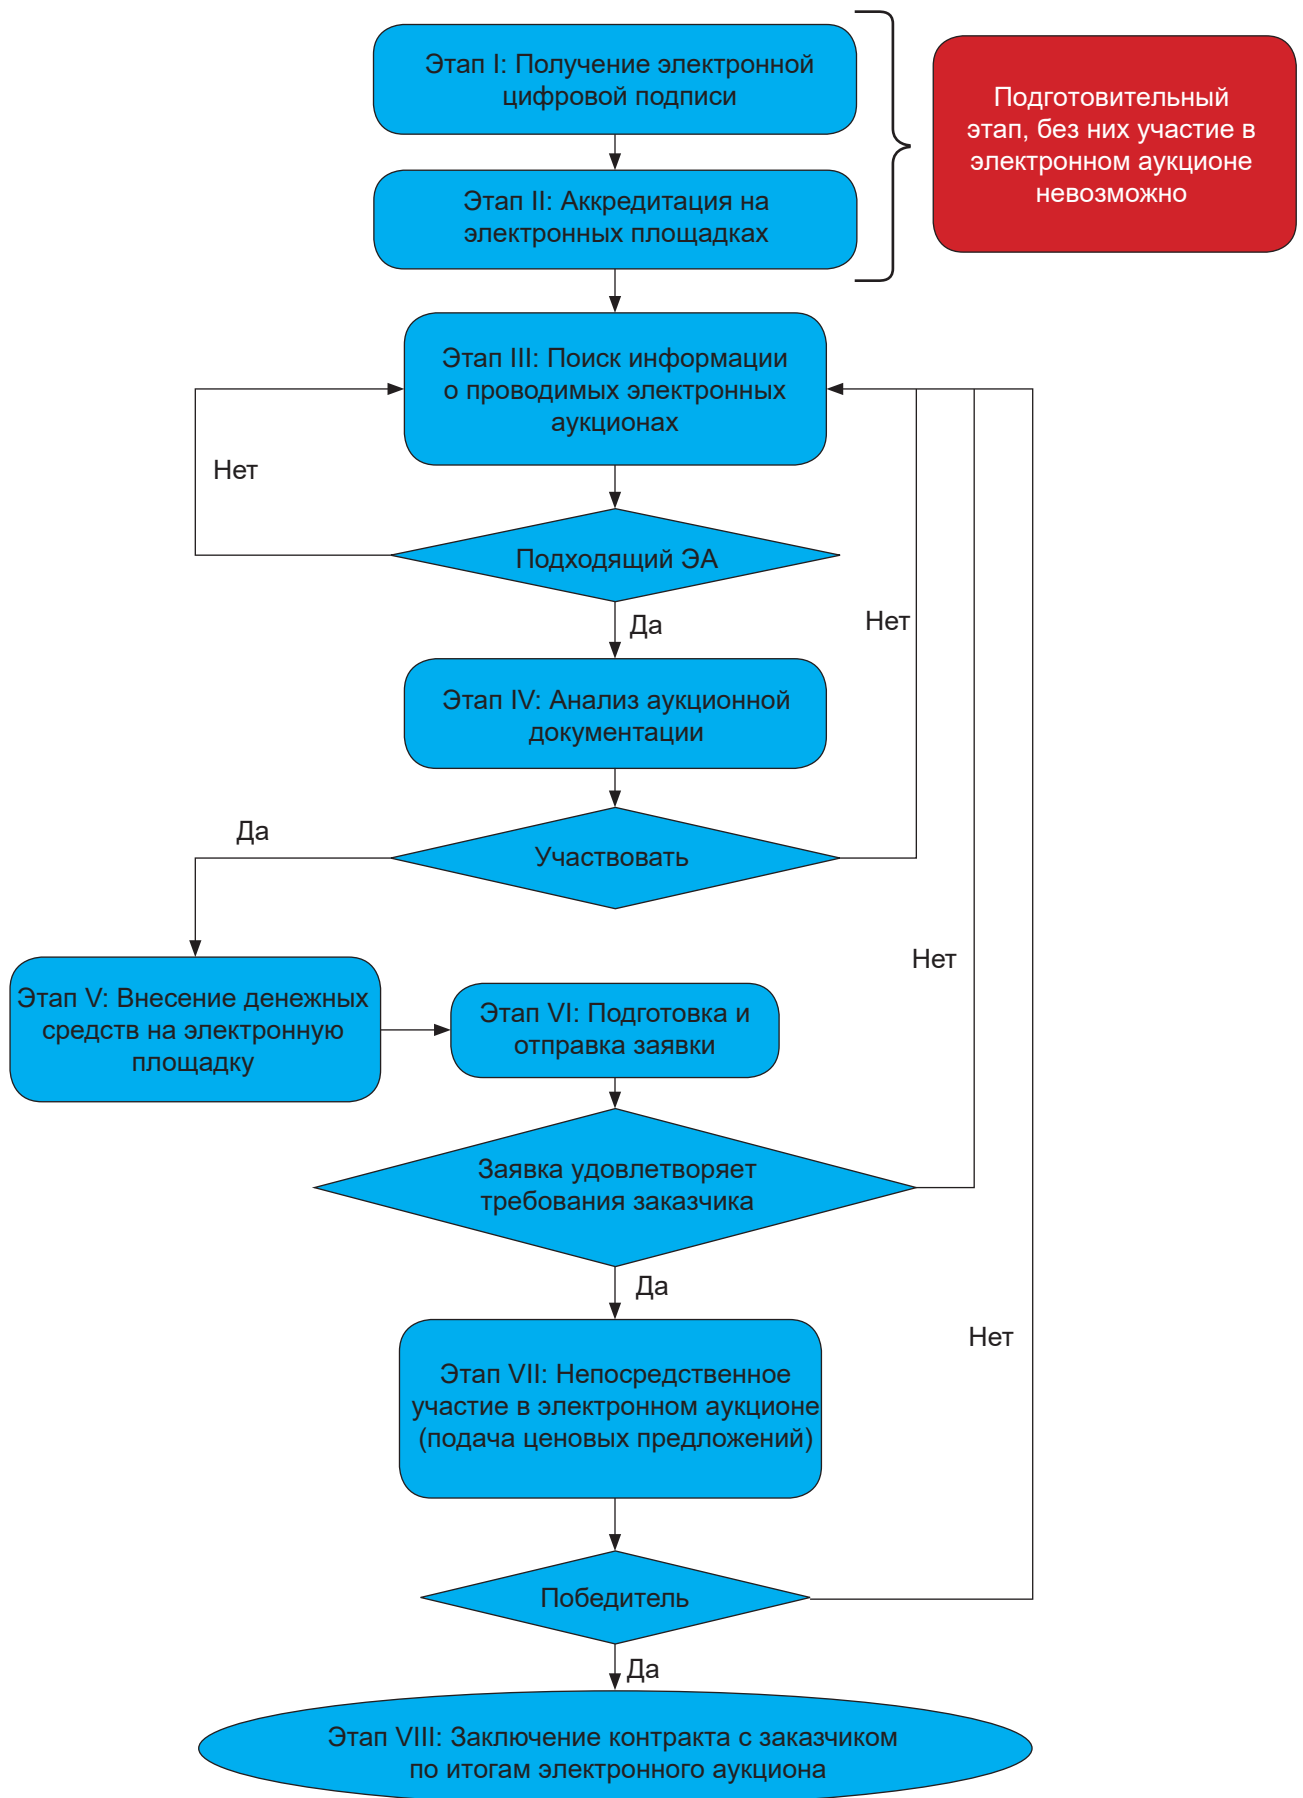 Этап I: Получение электронной
цифровой подписи
Подготовительный
этап, без них участие в
электронном аукционе
невозможно
Этап II: Аккредитация на
электронных площадках
Этап III: Поиск информации
о проводимых электронных
аукционах
Нет
Подходящий ЭА
Да
Нет
Этап IV: Анализ аукционной
документации
Да
Участвовать
Нет
Этап V: Внесение денежных
средств на электронную
площадку
Этап VI: Подготовка и
отправка заявки
Заявка удовлетворяет
требования заказчика
Да
Нет
Этап VII: Непосредственное
участие в электронном аукционе
(подача ценовых предложений)
Победитель
Да
Этап VIII: Заключение контракта с заказчиком
по итогам электронного аукциона